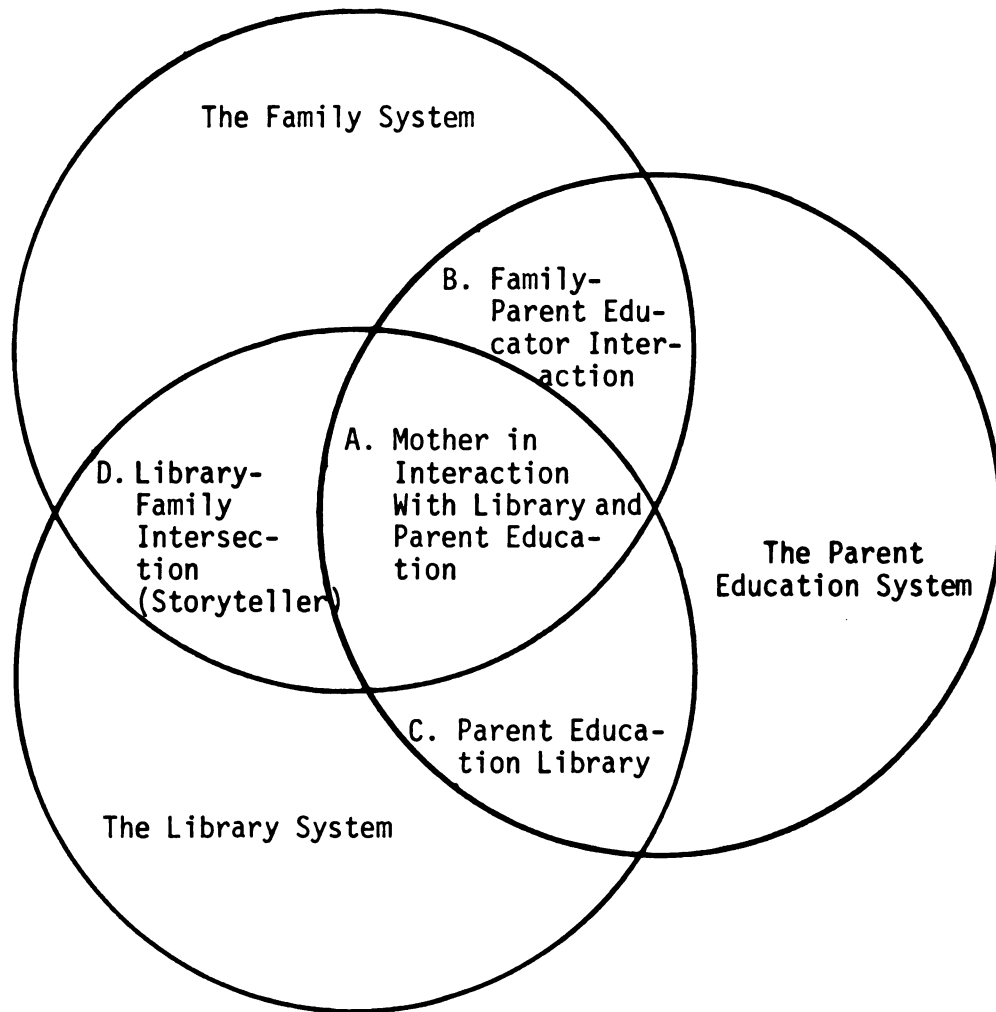 The Family System
B. Family-
Parent Edu-
cator Inter-
action
A. Mother in
Interaction
With Library and
Parent Educa-
tion
D. Library-
Family
Intersec-
tion
(Storyteller)
The Parent
Education System
C. Parent Educa-
tion Library
The Library System